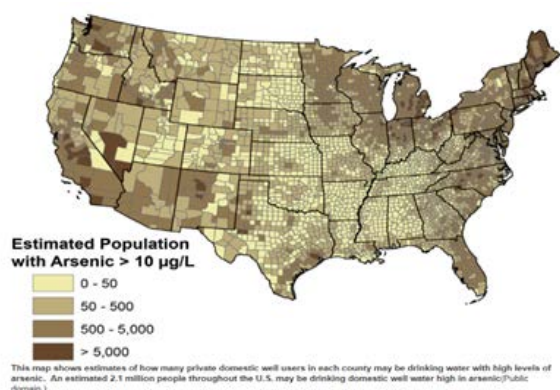 Estimated Population
with Arsenic > 10 µg/L
0 - 50
50 - 500
500 - 5,000
> 5,000
This map shows estimates of how many private domestic well users in each county may be drinking water with high levels of
arsenic. An estimated 2.1 million people throughout the U.S. may be drinking domestic well water high in arsenic(Public
domain.)